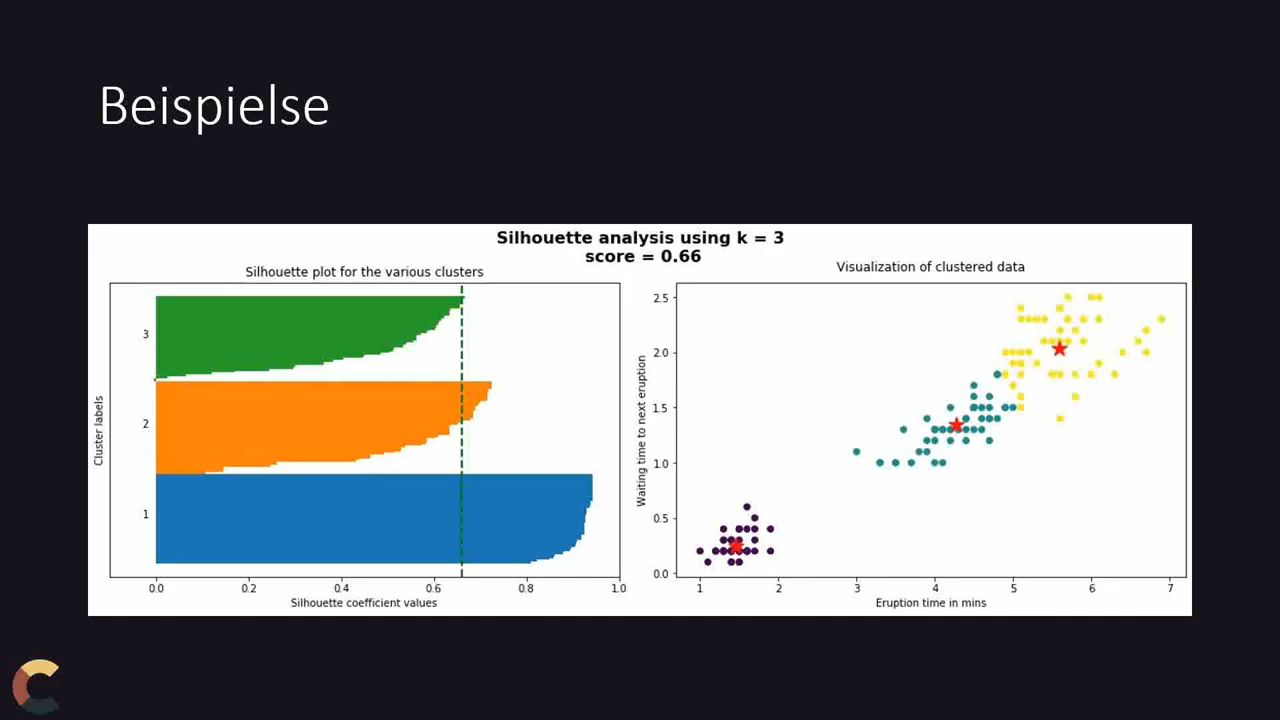 Beispielse
Silhouette analysis using k = 3
score = 0.66
Silhouette plot for the various clusters
Cluster labels
3
2
1
0.0 0.2 0.4 0.6 0.8 1.0
Silhouette coefficient values
Visualization of clustered data
Waiting time to next eruption
2.5
2.0
1.5
1.0
0.5
0.0
1 2 3 4 5 6 7
Eruption time in mins